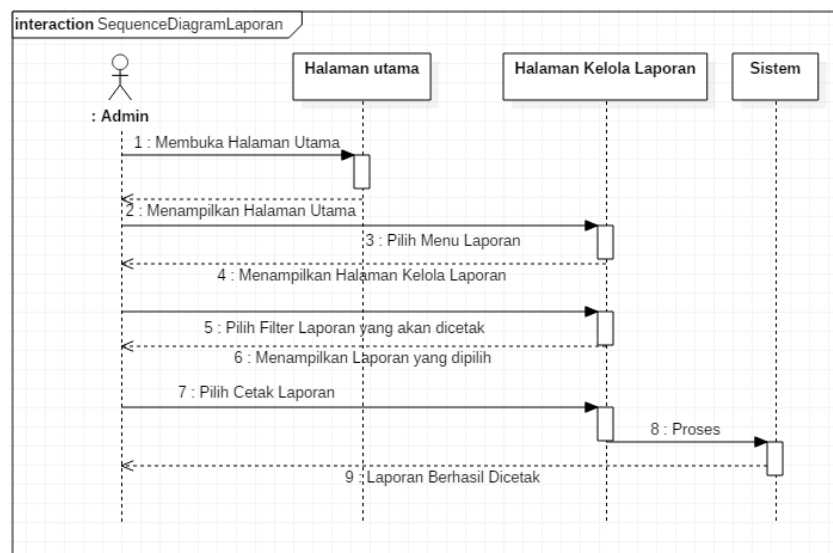 interaction SequenceDiagramLaporan
Halaman utama
Halaman Kelola Laporan
Sistem
: Admin
1 : Membuka Halaman Utama
2 : Menampilkan Halaman Utama
3 : Pilih Menu Laporan
4 : Menampilkan Halaman Kelola Laporan
5 : Pilih Filter Laporan yang akan dicetak
6 : Menampilkan Laporan yang dipilih
7 : Pilih Cetak Laporan
8 : Proses
9 : Laporan Berhasil Dicetak